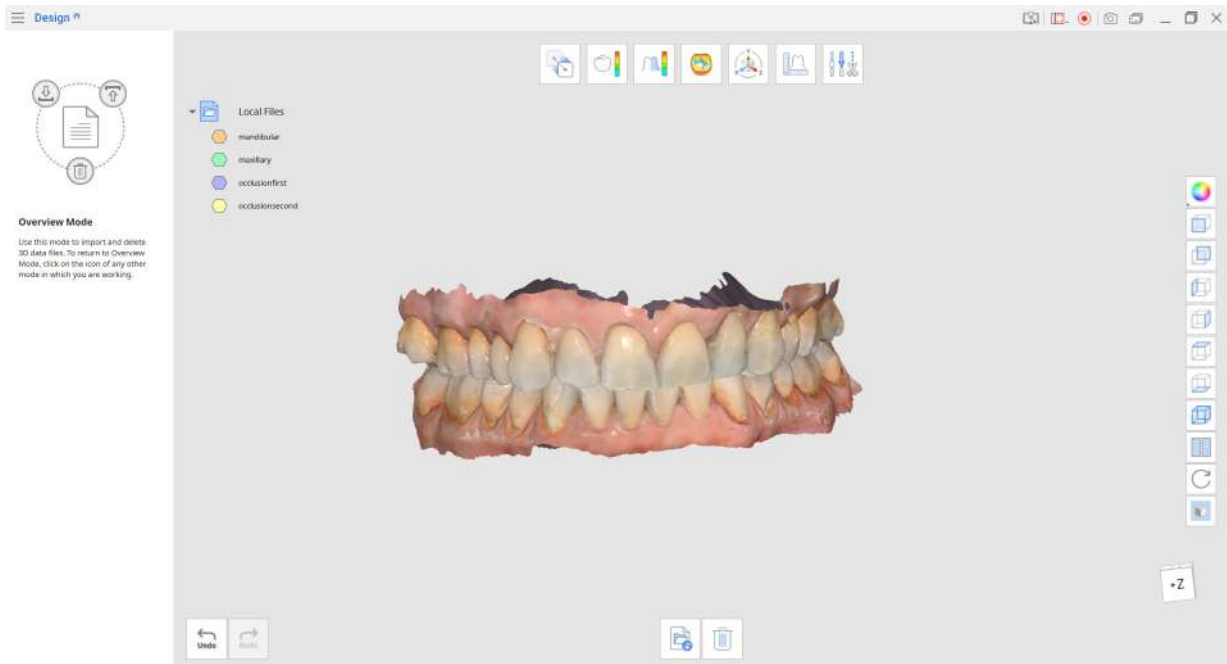 Design
Local Files
mandibular
maxillary
occlusionfirst
occlusionsecond
Overview Mode
Use this mode to import and delete
3D data files. To return to Overview
Mode, click on the icon of any other
mode in which you are working.
+Z
Undo
Redo